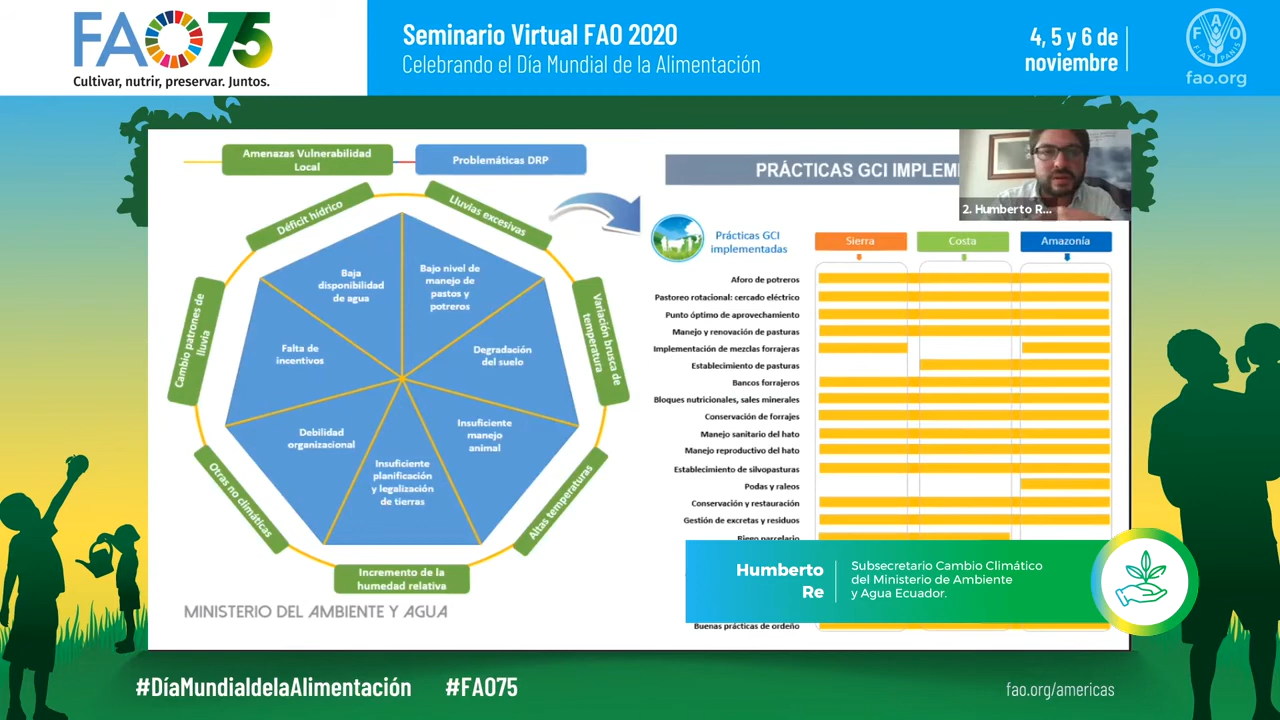 FAO75
Cultivar, nutrir, preservar. Juntos.
Seminario Virtual FAO 2020
Celebrando el Día Mundial de la Alimentación
4, 5 y 6 de
noviembre
FAO
FIAT PANIS
fao.org
Amenazas Vulnerabilidad
Local
Problemáticas DRP
Déficit hídrico
Lluvias excesivas
Variación brusca de
temperatura
Altas temperaturas
Incremento de la
humedad relativa
Otras no climáticas
Cambio patrones de
lluvia
Baja
disponibilidad
de agua
Bajo nivel de
manejo de
pastos y
potreros
Degradación
del suelo
Insuficiente
manejo
animal
Insuficiente
planificación
y legalización
de tierras
Debilidad
organizacional
Falta de
incentivos
MINISTERIO DEL AMBIENTE Y AGUA
PRÁCTICAS GCI IMPLEM
2. Humberto R...
Prácticas GCI
implementadas
Sierra
Costa
Amazonía
Aforo de potreros
Pastoreo rotacional: cercado eléctrico
Punto óptimo de aprovechamiento
Manejo y renovación de pasturas
Implementación de mezclas forrajeras
Establecimiento de pasturas
Bancos forrajeros
Bloques nutricionales, sales minerales
Conservación de forrajes
Manejo sanitario del hato
Manejo reproductivo del hato
Establecimiento de silvopasturas
Podas y raleos
Conservación y restauración
Gestión de excretas y residuos
Riego parcelario
Buenas prácticas de ordeño
Humberto
Re
Subsecretario Cambio Climático
del Ministerio de Ambiente
y Agua Ecuador.
#DíaMundialdelaAlimentación
#FAO75
fao.org/americas